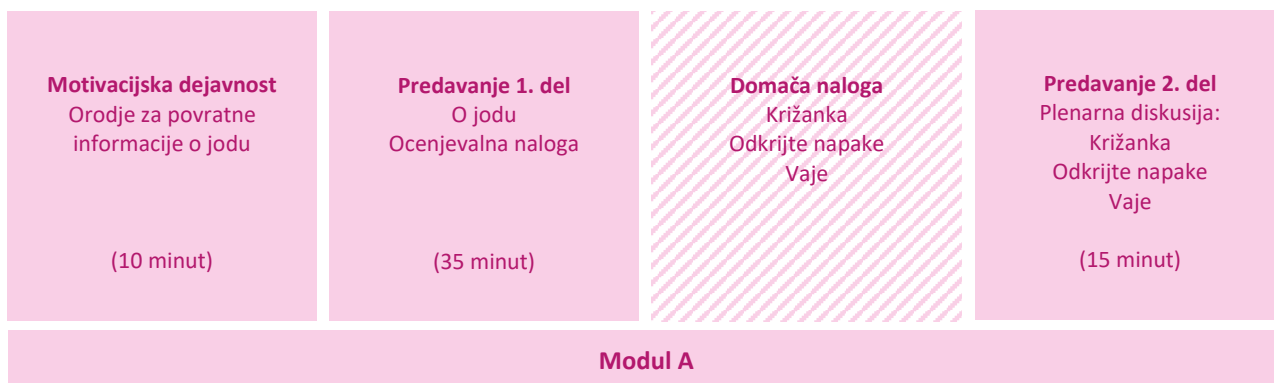 Motivacijska dejavnost
Orodje za povratne
informacije o jodu
(10 minut)
Predavanje 1. del
O jodu
Ocenjevalna naloga
(35 minut)
Domača naloga
Križanka
Odkrijte napake
Vaje
Predavanje 2. del
Plenarna diskusija:
Križanka
Odkrijte napake
Vaje
(15 minut)
Modul A